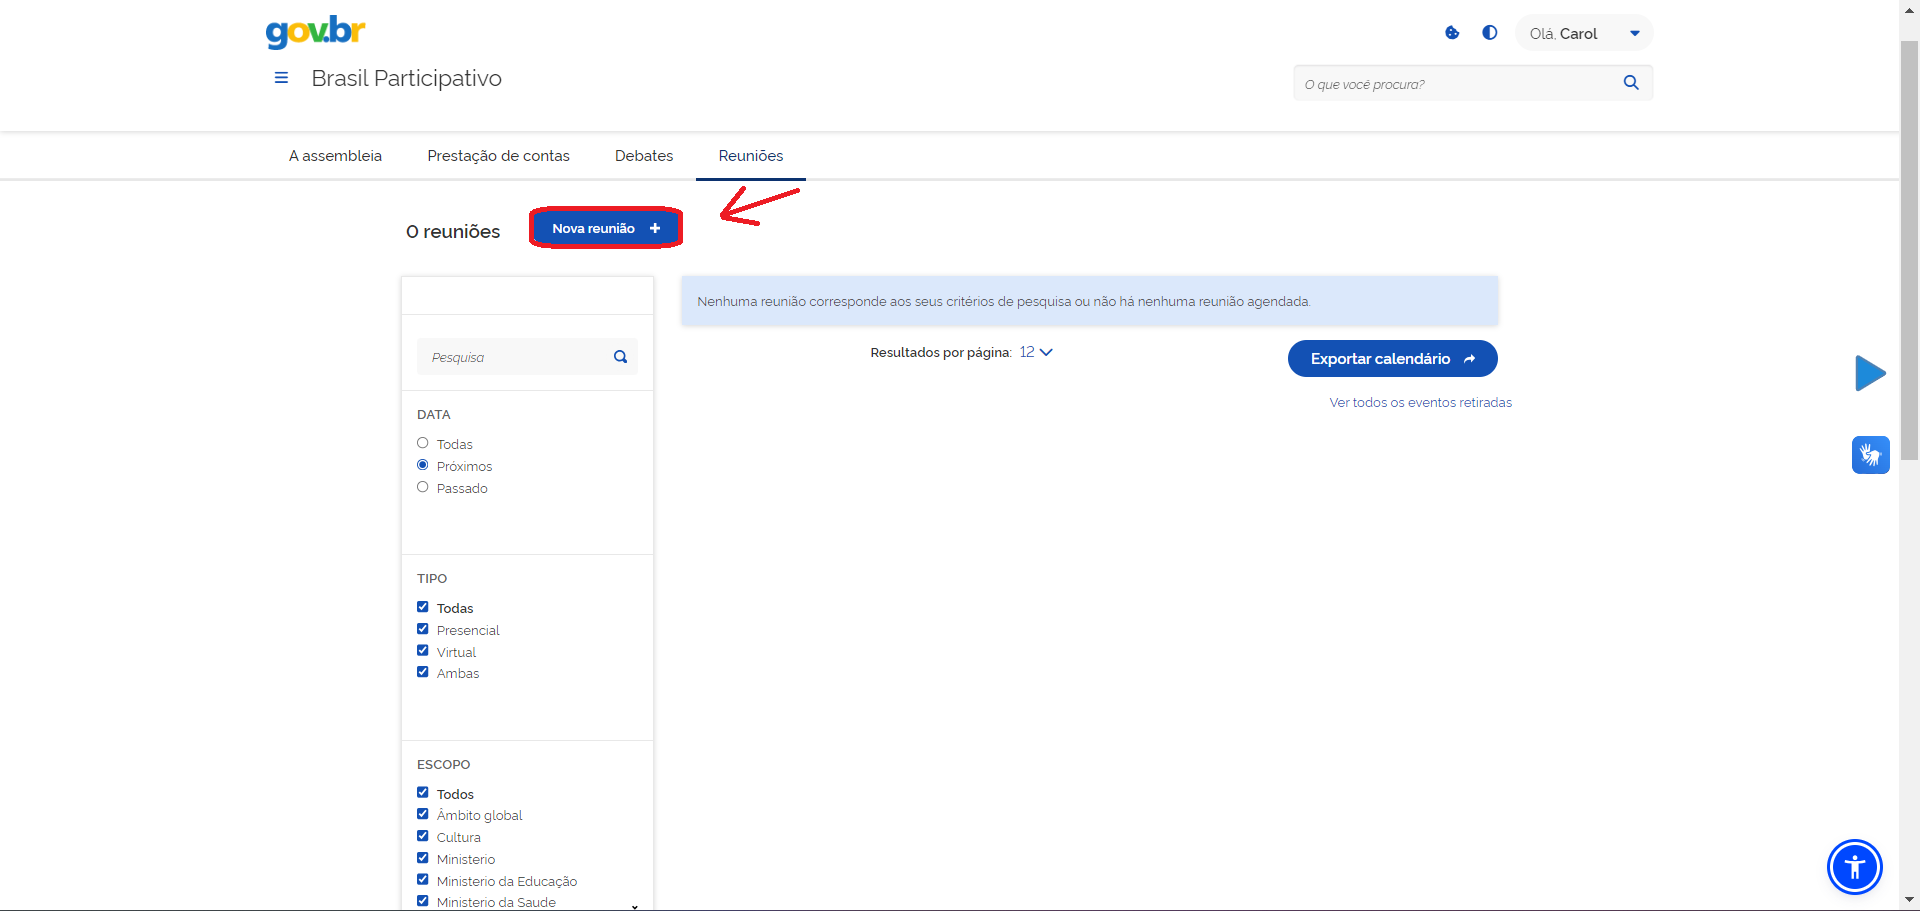 gov.br
Olá, Carol
Brasil Participativo
O que você procura?
A assembleia
Prestação de contas
Debates
Reuniões
0 reuniões
Nova reunião +
Nenhuma reunião corresponde aos seus critérios de pesquisa ou não há nenhuma reunião agendada.
Resultados por página: 12
Exportar calendário
Ver todos os eventos retiradas
Pesquisa
DATA
Todas
Próximos
Passado
TIPO
Todas
Presencial
Virtual
Ambas
ESCOPO
Todos
Âmbito global
Cultura
Ministerio
Ministerio da Educação
Ministerio da Saude